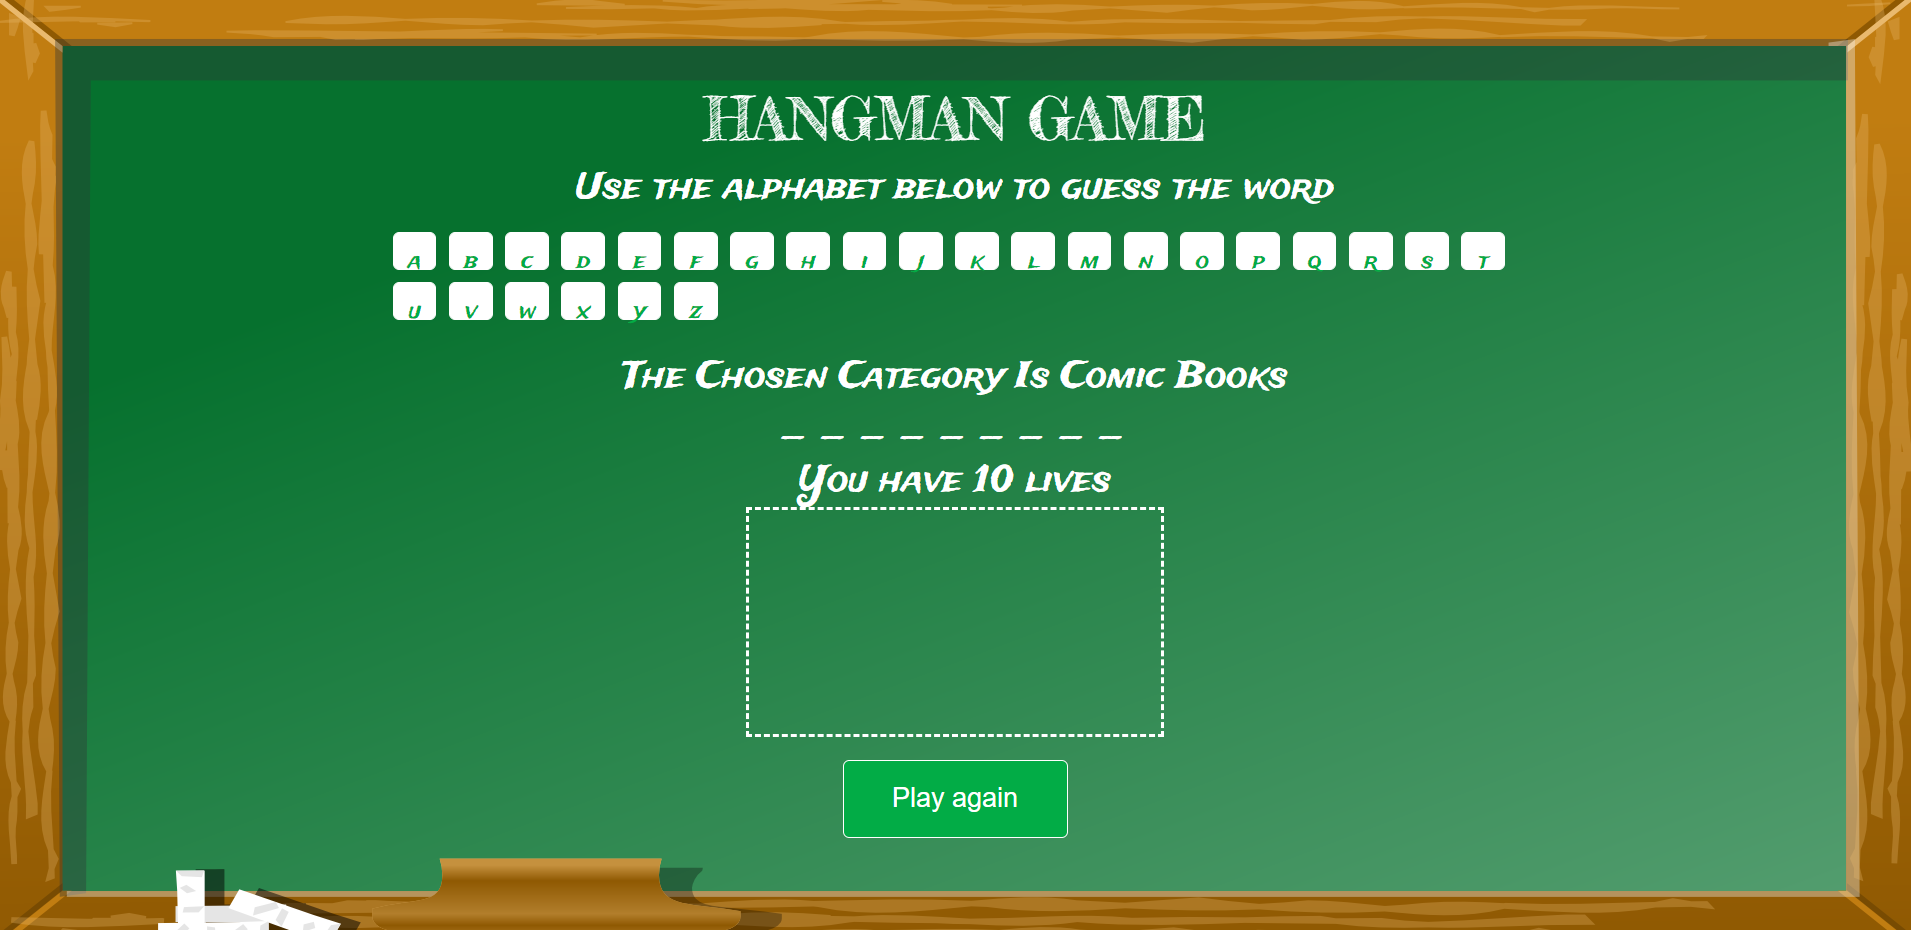 HANGMAN GAME
USE THE ALPHABET BELOW TO GUESS THE WORD
A B C D E F G H I J K L M N O P Q R S T
U V W X Y Z
THE CHOSEN CATEGORY IS COMIC BOOKS
_ _ _ _ _ _ _ _ _
YOU HAVE 10 LIVES
Play again